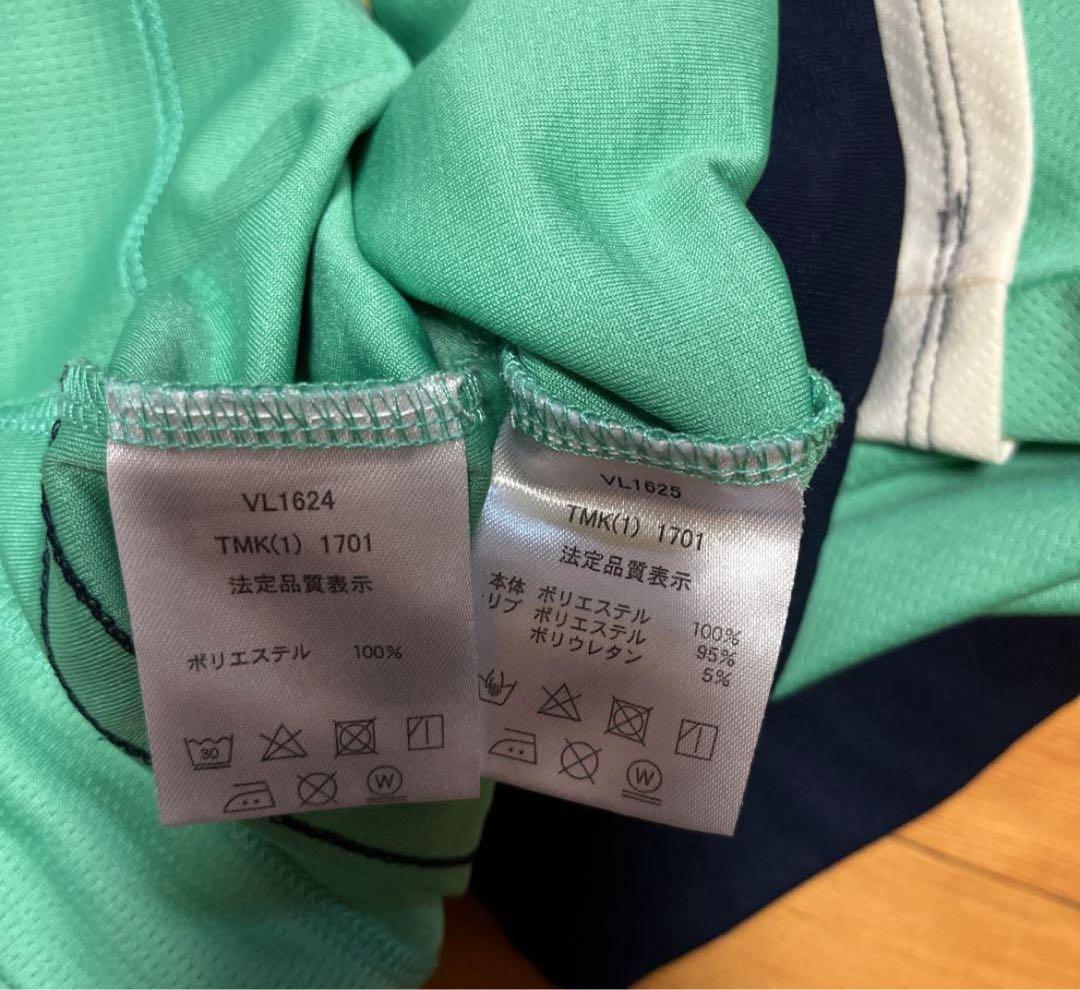 VL1624
TMK(1) 1701
法定品質表示
ポリエステル 100%
30
W
VL1625
TMK(1) 1701
法定品質表示
本体 ポリエステル 100%
リブ ポリエステル 95%
ポリウレタン 5%
W